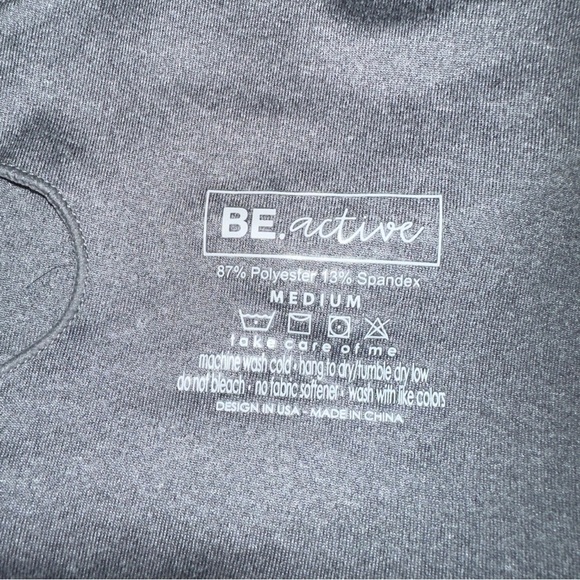 BE.active
87% Polyester 13% Spandex
MEDIUM
take care of me
machine wash cold • hang to dry/tumble dry low
do not bleach • no fabric softener • wash with like colors
DESIGN IN USA - MADE IN CHINA